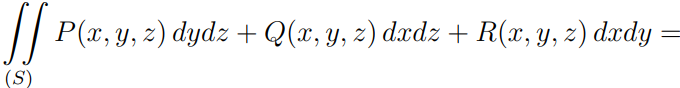 ∬ P(x, y, z) dydz + Q(x, y, z) dxdz + R(x, y, z) dxdy =
(S)